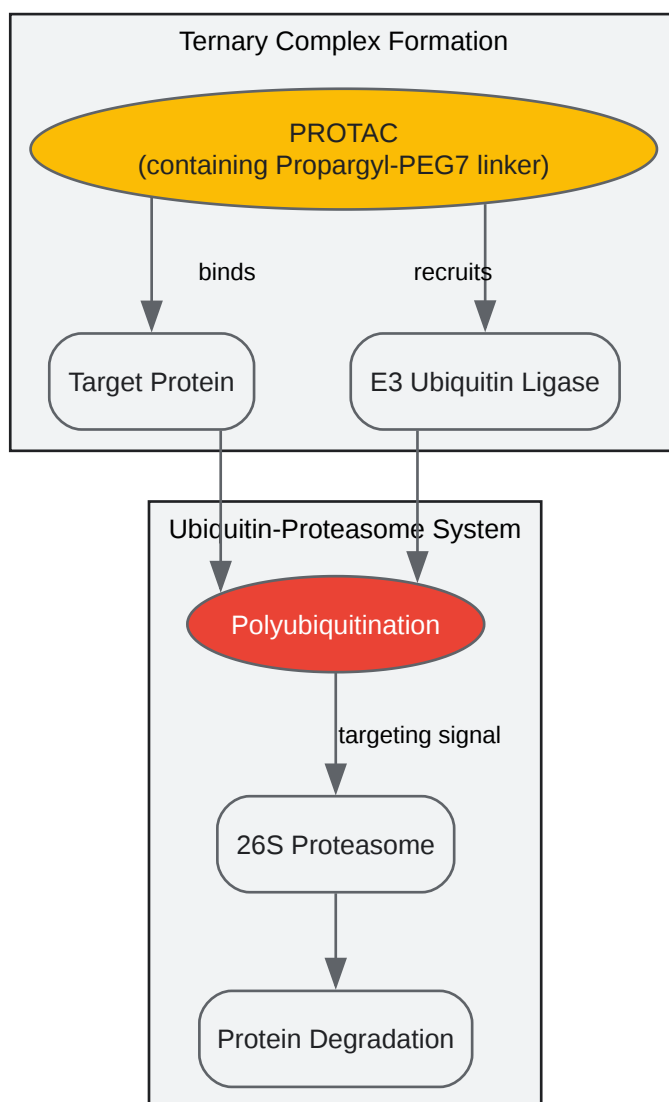 Ternary Complex Formation
PROTAC
(containing Propargyl-PEG7 linker)
binds
recruits
Target Protein
E3 Ubiquitin Ligase
Ubiquitin-Proteasome System
Polyubiquitination
targeting signal
26S Proteasome
Protein Degradation